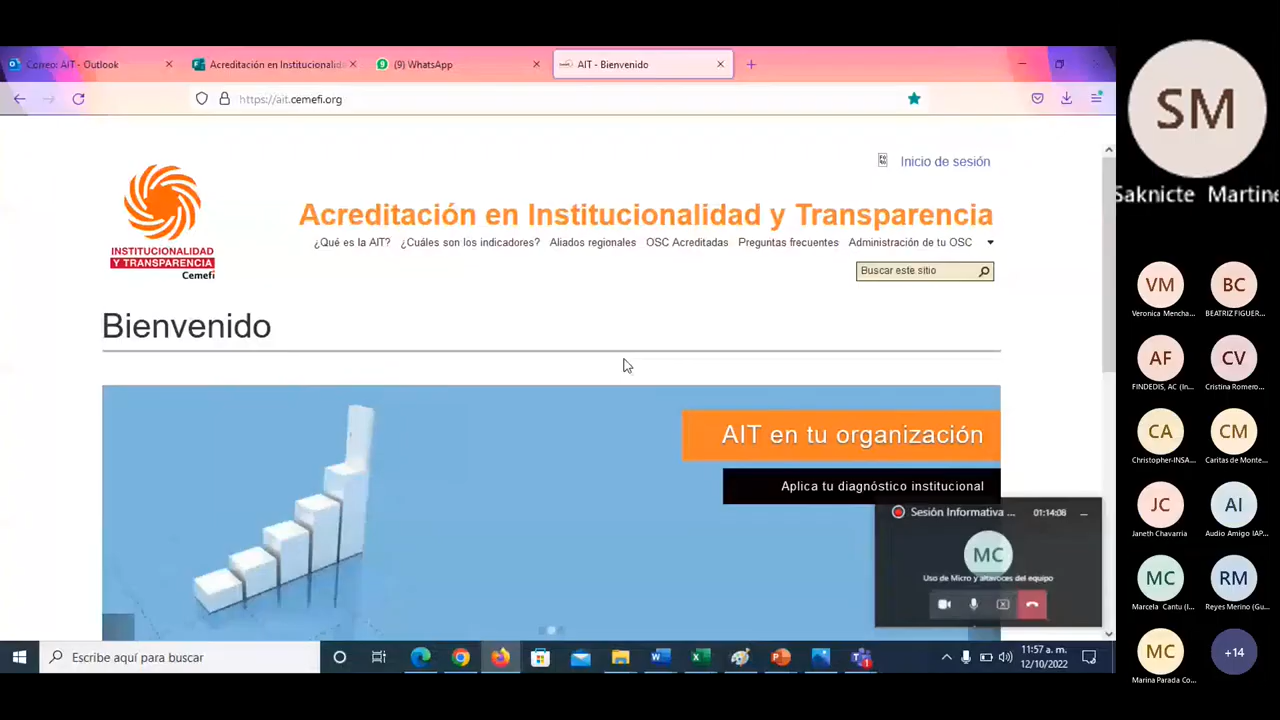 Correo: AIT - Outlook
Acreditación en Institucionalida
(9) WhatsApp
AIT - Bienvenido
https://ait.cemefi.org
SM
Saknicte Martine
Inicio de sesión
INSTITUCIONALIDAD
Y TRANSPARENCIA
Cemefi
Acreditación en Institucionalidad y Transparencia
¿Qué es la AIT? ¿Cuáles son los indicadores? Aliados regionales OSC Acreditadas Preguntas frecuentes Administración de tu OSC
Buscar este sitio
Bienvenido
AIT en tu organización
Aplica tu diagnóstico institucional
Sesión Informativa ... 01:14:08
MC
Uso de Micro y altavoces del equipo
VM BC
Veronica Mencha... BEATRIZ FIGUER...
AF CV
FINDEDIS, AC (In... Cristina Romero...
CA CM
Christopher-INSA... Caritas de Monte...
JC AI
Janeth Chavarria Audio Amigo IAP...
MC RM
Marcela Cantu (I... Reyes Merino (Gu...
MC +14
Marina Parada Co...
Escribe aquí para buscar
11:57 a. m.
12/10/2022